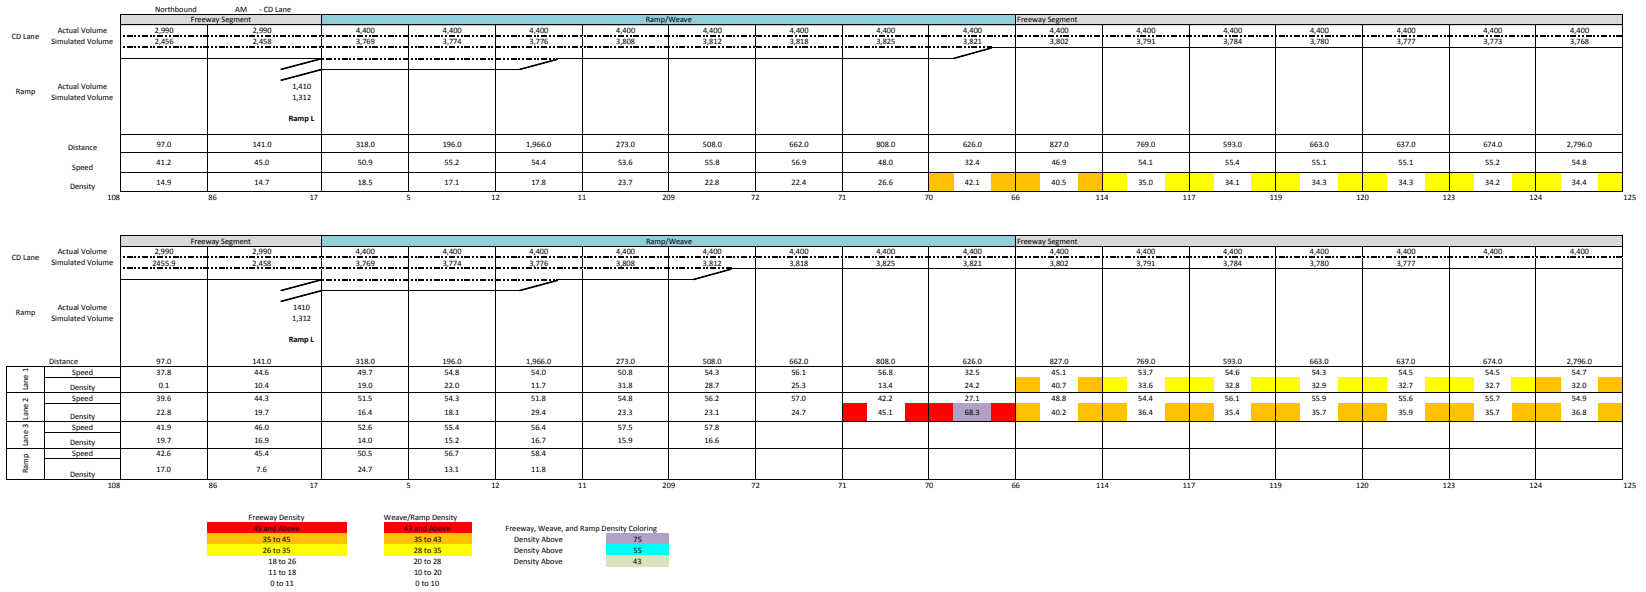 Northbound AM - CD Lane
Freeway Segment Ramp/Weave Freeway Segment
CD Lane Actual Volume 2,990 2,990 4,400 4,400 4,400 4,400 4,400 4,400 4,400 4,400 4,400 4,400 4,400 4,400 4,400 4,400 4,400
Simulated Volume 2,456 2,458 3,769 3,774 3,776 3,808 3,812 3,818 3,825 3,821 3,802 3,791 3,784 3,780 3,777 3,773 3,768
Ramp Actual Volume 1,410
Simulated Volume 1,312
Ramp L
Distance 97.0 141.0 318.0 196.0 1,966.0 273.0 508.0 662.0 808.0 626.0 827.0 769.0 593.0 663.0 637.0 674.0 2,796.0
Speed 41.2 45.0 50.9 55.2 54.4 53.6 55.8 56.9 48.0 32.4 46.9 54.1 55.4 55.1 55.1 55.2 54.8
Density 14.9 14.7 18.5 17.1 17.8 23.7 22.8 22.4 26.6 42.1 40.5 35.0 34.1 34.3 34.3 34.2 34.4
108 86 17 5 12 11 209 72 71 70 66 114 117 119 120 122 124 125
Freeway Segment Ramp/Weave Freeway Segment
CD Lane Actual Volume 2,990 2,990 4,400 4,400 4,400 4,400 4,400 4,400 4,400 4,400 4,400 4,400 4,400 4,400 4,400 4,400 4,400
Simulated Volume 2455.9 2,458 3,769 3,774 3,776 3,808 3,812 3,818 3,825 3,821 3,802 3,791 3,784 3,780 3,777
Ramp Actual Volume 1410
Simulated Volume 1,312
Ramp L
Distance 97.0 141.0 318.0 196.0 1,966.0 273.0 508.0 662.0 808.0 626.0 827.0 769.0 593.0 663.0 637.0 674.0 2,796.0
Lane 1 Speed 37.8 44.6 49.7 54.8 54.0 50.8 54.3 56.1 56.8 32.5 45.1 53.7 54.6 54.3 54.5 54.5 54.7
Density 0.1 10.4 19.0 22.0 11.7 31.8 28.7 25.3 13.4 24.2 40.7 33.6 32.8 32.9 32.7 32.7 32.0
Lane 2 Speed 39.6 44.3 51.5 54.3 51.8 54.8 56.2 57.0 42.2 27.1 48.8 54.4 56.1 55.9 55.6 55.7 54.9
Density 22.8 19.7 16.4 18.1 29.4 23.3 23.1 24.7 45.1 68.3 40.2 36.4 35.4 35.7 35.9 35.7 36.8
Lane 3 Speed 41.9 46.0 52.6 55.4 56.4 57.5 57.8
Density 19.7 16.9 14.0 15.2 16.7 15.9 16.6
Ramp Speed 42.6 45.4 50.5 56.7 58.4
Density 17.0 7.6 24.7 13.1 11.8
108 86 17 5 12 11 209 72 71 70 66 114 117 119 120 122 124 125
Freeway Density Weave/Ramp Density
45 and Above 43 and Above Freeway, Weave, and Ramp Density Coloring
35 to 45 35 to 43 Density Above 75
26 to 35 28 to 35 Density Above 55
18 to 26 20 to 28 Density Above 43
11 to 18 10 to 20
0 to 11 0 to 10